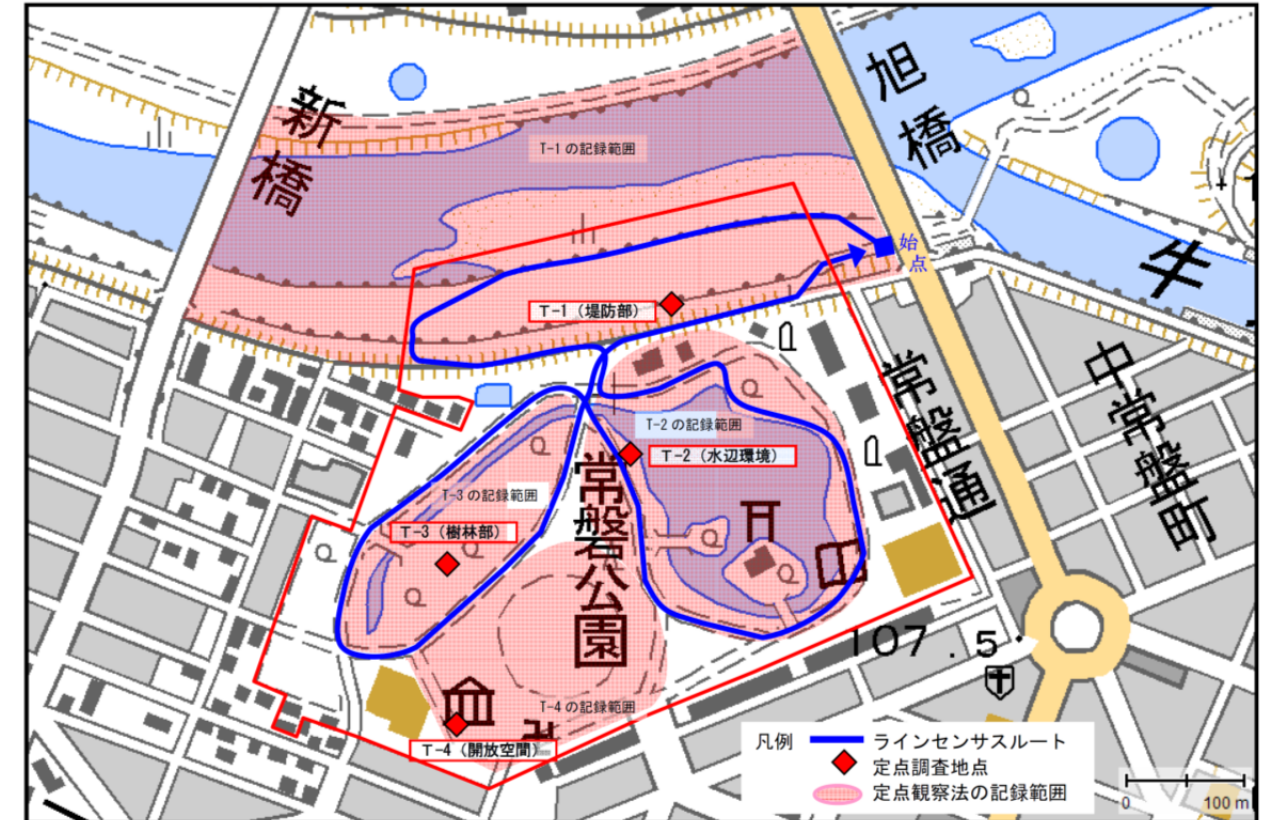 新橋
旭橋
T-1 の記録範囲
始点
牛
T-1（堤防部）
常盤通
中常盤町
T-2 の記録範囲
T-2（水辺環境）
常盤公園
T-3 の記録範囲
T-3（樹林部）
107.5
T-4 の記録範囲
T-4（開放空間）
凡例
ラインセンサスルート
定点調査地点
定点観察法の記録範囲
0 100 m